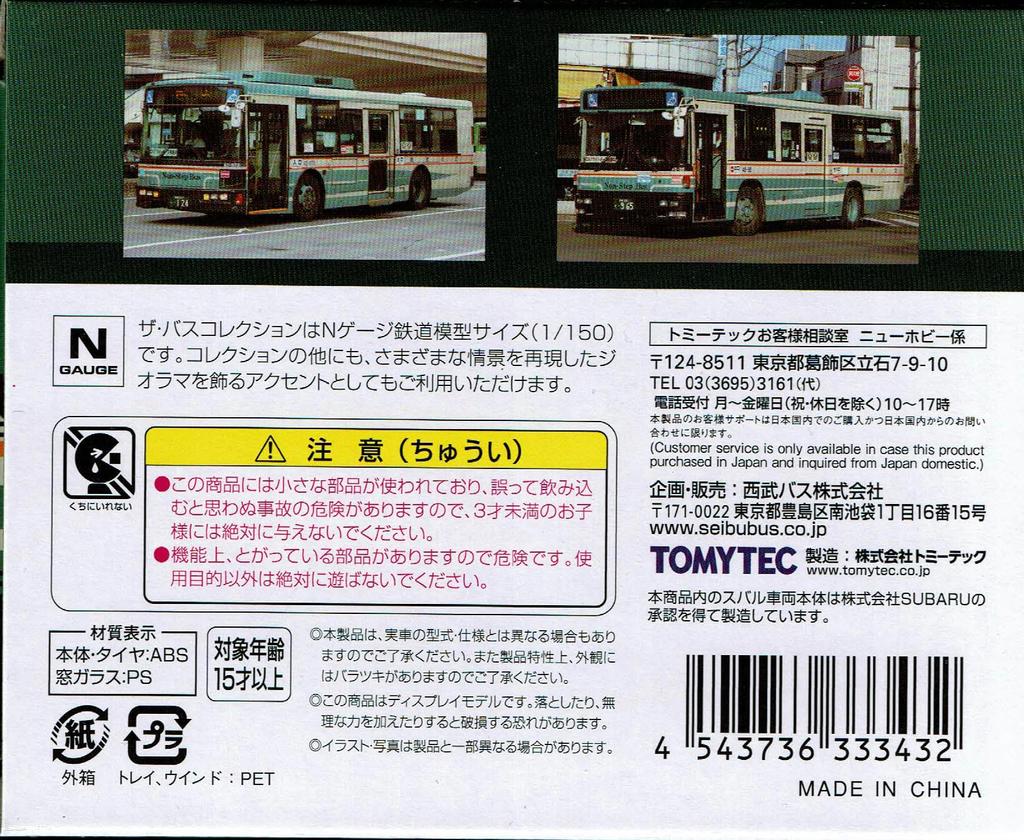 Non-Step Bus
324
Non-Step Bus
365
N
GAUGE
ザ・バスコレクションはNゲージ鉄道模型サイズ(1/150)
です。コレクションの他にも、さまざまな情景を再現したジ
オラマを飾るアクセントとしてもご利用いただけます。
くちにいれない
注 意(ちゅうい)
●この商品には小さな部品が使われており、誤って飲み込
むと思わぬ事故の危険がありますので、3才未満のお子
様には絶対に与えないでください。
●機能上、とがっている部品がありますので危険です。使
用目的以外は絶対に遊ばないでください。
材質表示
本体・タイヤ:ABS
窓ガラス:PS
対象年齢
15才以上
紙
外箱
プラ
トレイ、ウインド:PET
◎本製品は、実車の型式・仕様とは異なる場合もあり
ますのでご了承ください。また製品特性上、外観に
はバラツキがありますのでご了承ください。
◎この商品はディスプレイモデルです。落としたり、無
理な力を加えたりすると破損する恐れがあります。
◎イラスト・写真は製品と一部異なる場合があります。
トミーテックお客様相談室 ニューホビー係
〒124-8511 東京都葛飾区立石7-9-10
TEL 03(3695)3161(代)
電話受付 月〜金曜日(祝・休日を除く)10〜17時
本製品のお客様サポートは日本国内でのご購入かつ日本国内からのお問い
合わせに限ります。
(Customer service is only available in case this product
purchased in Japan and inquired from Japan domestic.)
企画・販売:西武バス株式会社
〒171-0022 東京都豊島区南池袋1丁目16番15号
www.seibubus.co.jp
TOMYTEC 製造:株式会社トミーテック
www.tomytec.co.jp
本商品内のスバル車両本体は株式会社SUBARUの
承認を得て製造しています。
4 543736 333432
MADE IN CHINA